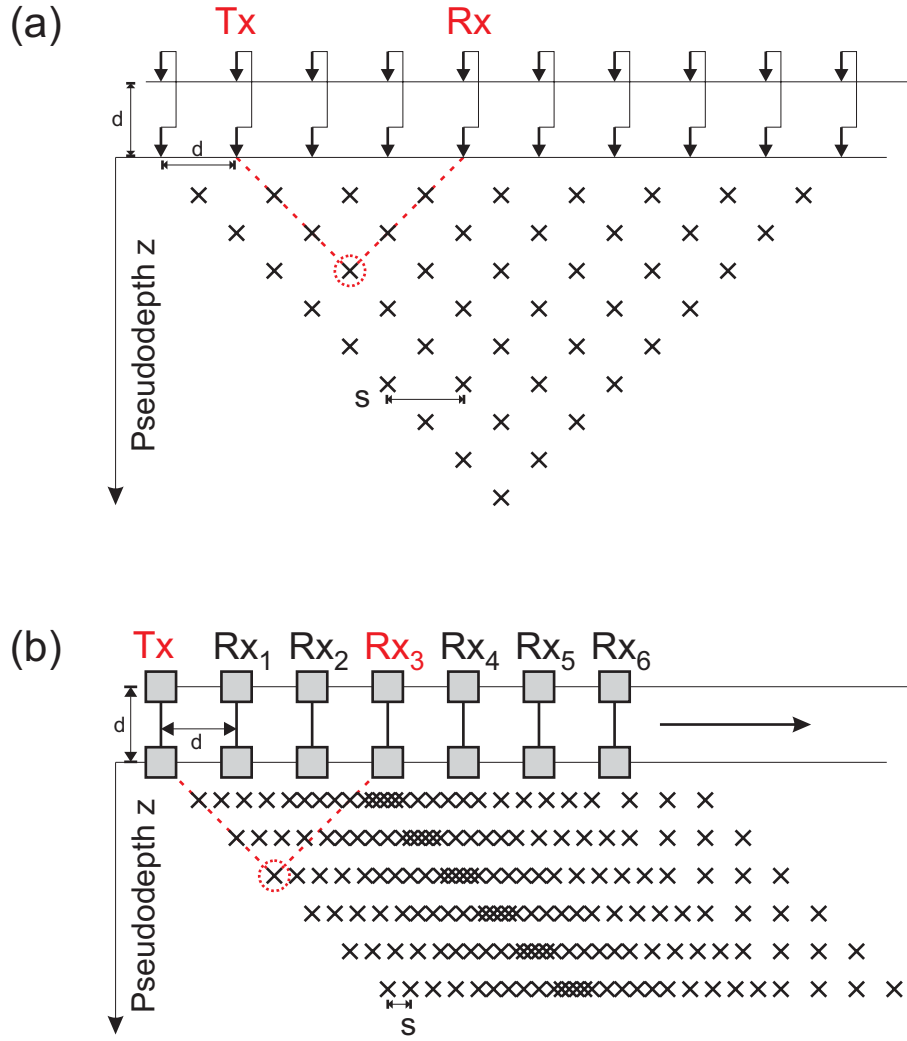 (a)
Tx Rx
d
d
Pseudodepth z
s
(b)
Tx Rx₁ Rx₂ Rx₃ Rx₄ Rx₅ Rx₆
d
d
Pseudodepth z
s